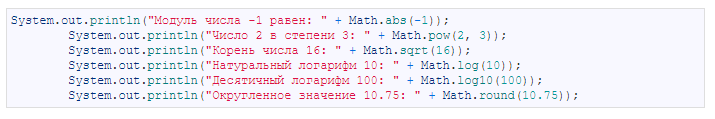 System.out.println("Модуль числа -1 равен: " + Math.abs(-1));
System.out.println("Число 2 в степени 3: " + Math.pow(2, 3));
System.out.println("Корень числа 16: " + Math.sqrt(16));
System.out.println("Натуральный логарифм 10: " + Math.log(10));
System.out.println("Десятичный логарифм 100: " + Math.log10(100));
System.out.println("Округленное значение 10.75: " + Math.round(10.75));